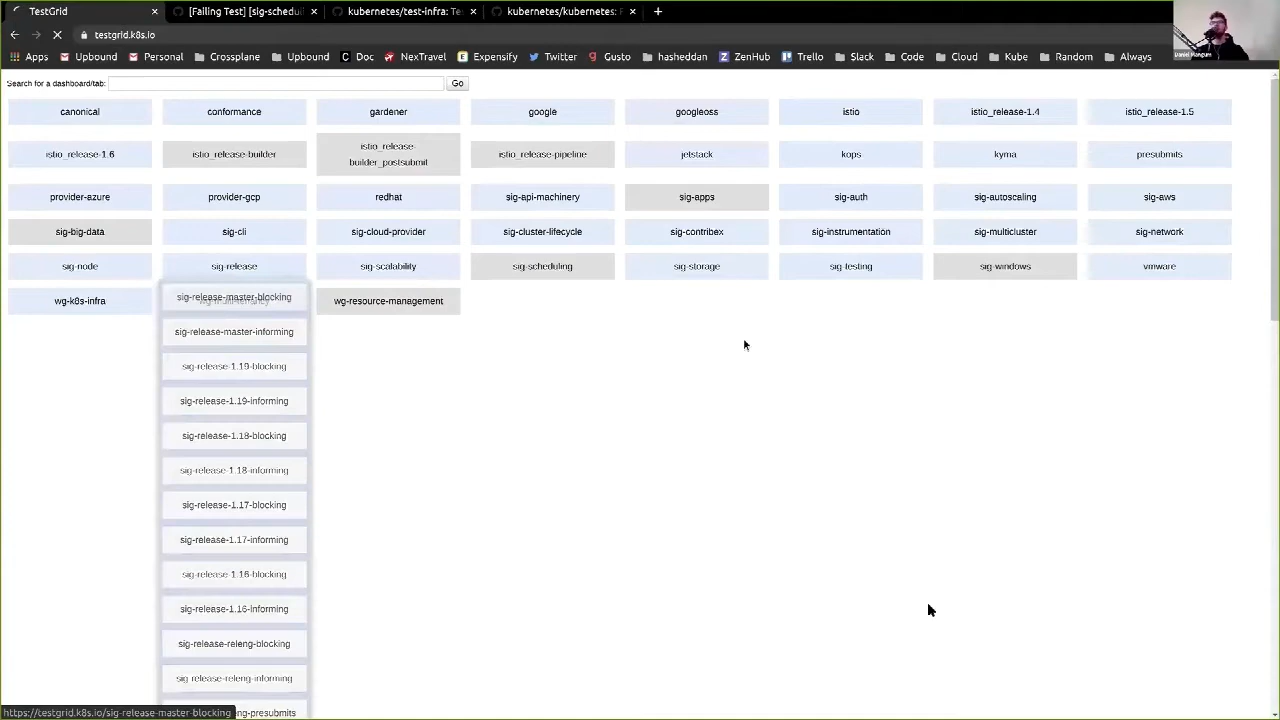 TestGrid
[Failing Test] [sig-schedu
kubernetes/test-infra: Te
kubernetes/kubernetes: F
testgrid.k8s.io
Daniel Mangum
Apps Upbound Personal Crossplane Upbound Doc NexTravel Expensify Twitter Gusto hasheddan ZenHub Trello Slack Code Cloud Kube Random Always
Search for a dashboard/tab: Go
canonical conformance gardener google googleoss istio istio_release-1.4 istio_release-1.5
istio_release-1.6 istio_release-builder istio_release-builder_postsubmit istio_release-pipeline jetstack kops kyma presubmits
provider-azure provider-gcp redhat sig-api-machinery sig-apps sig-auth sig-autoscaling sig-aws
sig-big-data sig-cli sig-cloud-provider sig-cluster-lifecycle sig-contribex sig-instrumentation sig-multicluster sig-network
sig-node sig-release sig-scalability sig-scheduling sig-storage sig-testing sig-windows vmware
wg-k8s-infra sig-release-master-blocking wg-resource-management
sig-release-master-informing
sig-release-1.19-blocking
sig-release-1.19-informing
sig-release-1.18-blocking
sig-release-1.18-informing
sig-release-1.17-blocking
sig-release-1.17-informing
sig-release-1.16-blocking
sig-release-1.16-informing
sig-release-releng-blocking
sig-release-releng-informing
https://testgrid.k8s.io/sig-release-master-blocking
ng-presubmits